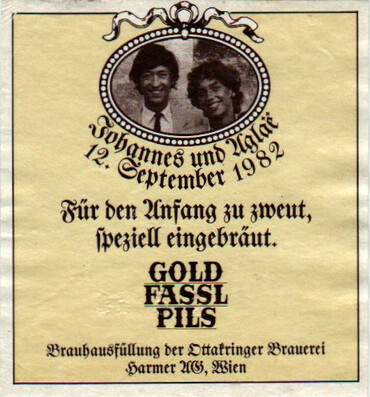 Johannes und Aglaë
12. September 1982
Für den Anfang zu zweut,
speziell eingebräut.
GOLD
FASSL
PILS
Brauhausfüllung der Ottakringer Brauerei
Harmer AG, Wien